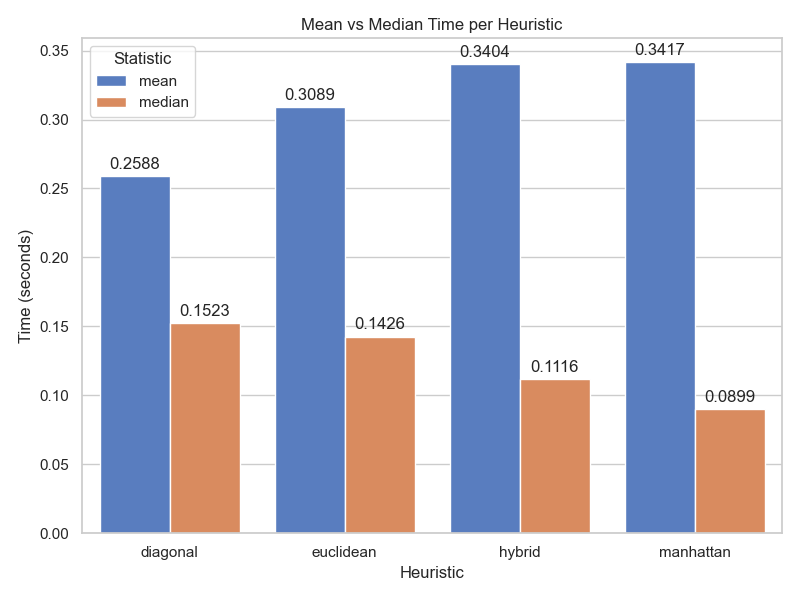 Mean vs Median Time per Heuristic
Statistic
mean
median
0.35
0.30
0.25
0.20
0.15
0.10
0.05
0.00
Time (seconds)
0.2588
0.1523
0.3089
0.1426
0.3404
0.1116
0.3417
0.0899
diagonal
euclidean
hybrid
manhattan
Heuristic